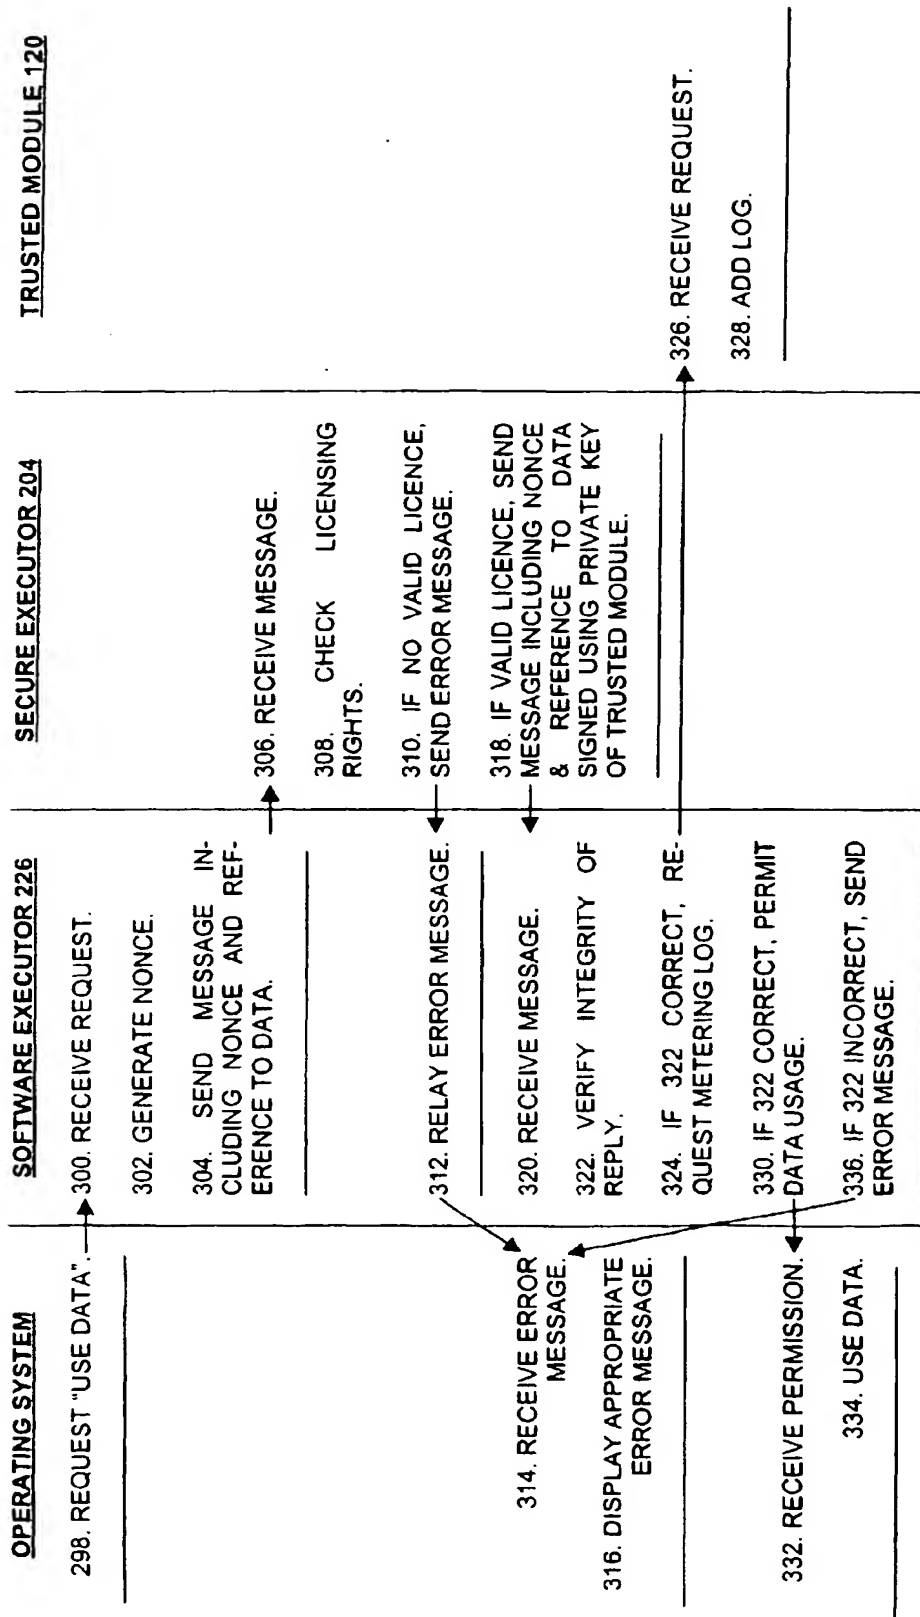 OPERATING SYSTEM
298. REQUEST "USE DATA".
314. RECEIVE ERROR
MESSAGE.
316. DISPLAY APPROPRIATE
ERROR MESSAGE.
332. RECEIVE PERMISSION.
334. USE DATA.
SOFTWARE EXECUTOR 226
300. RECEIVE REQUEST.
302. GENERATE NONCE.
304. SEND MESSAGE IN-
CLUDING NONCE AND REF-
ERENCE TO DATA.
312. RELAY ERROR MESSAGE.
320. RECEIVE MESSAGE.
322. VERIFY INTEGRITY OF
REPLY.
324. IF 322 CORRECT, RE-
QUEST METERING LOG.
330. IF 322 CORRECT, PERMIT
DATA USAGE.
336. IF 322 INCORRECT, SEND
ERROR MESSAGE.
SECURE EXECUTOR 204
306. RECEIVE MESSAGE.
308. CHECK LICENSING
RIGHTS.
310. IF NO VALID LICENCE,
SEND ERROR MESSAGE.
318. IF VALID LICENCE, SEND
MESSAGE INCLUDING NONCE
& REFERENCE TO DATA
SIGNED USING PRIVATE KEY
OF TRUSTED MODULE.
TRUSTED MODULE 120
326. RECEIVE REQUEST.
328. ADD LOG.